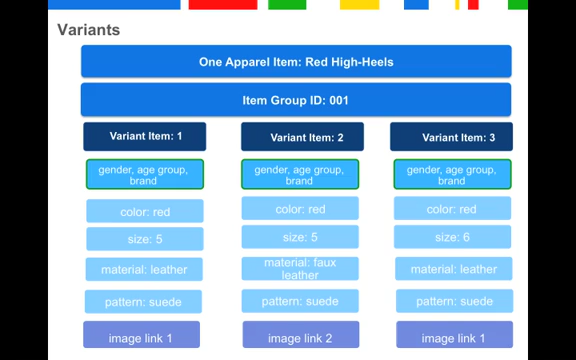 Variants
One Apparel Item: Red High-Heels
Item Group ID: 001
Variant Item: 1
Variant Item: 2
Variant Item: 3
gender, age group,
brand
gender, age group,
brand
gender, age group,
brand
color: red
color: red
color: red
size: 5
size: 5
size: 6
material: leather
material: faux
leather
material: leather
pattern: suede
pattern: suede
pattern: suede
image link 1
image link 2
image link 1